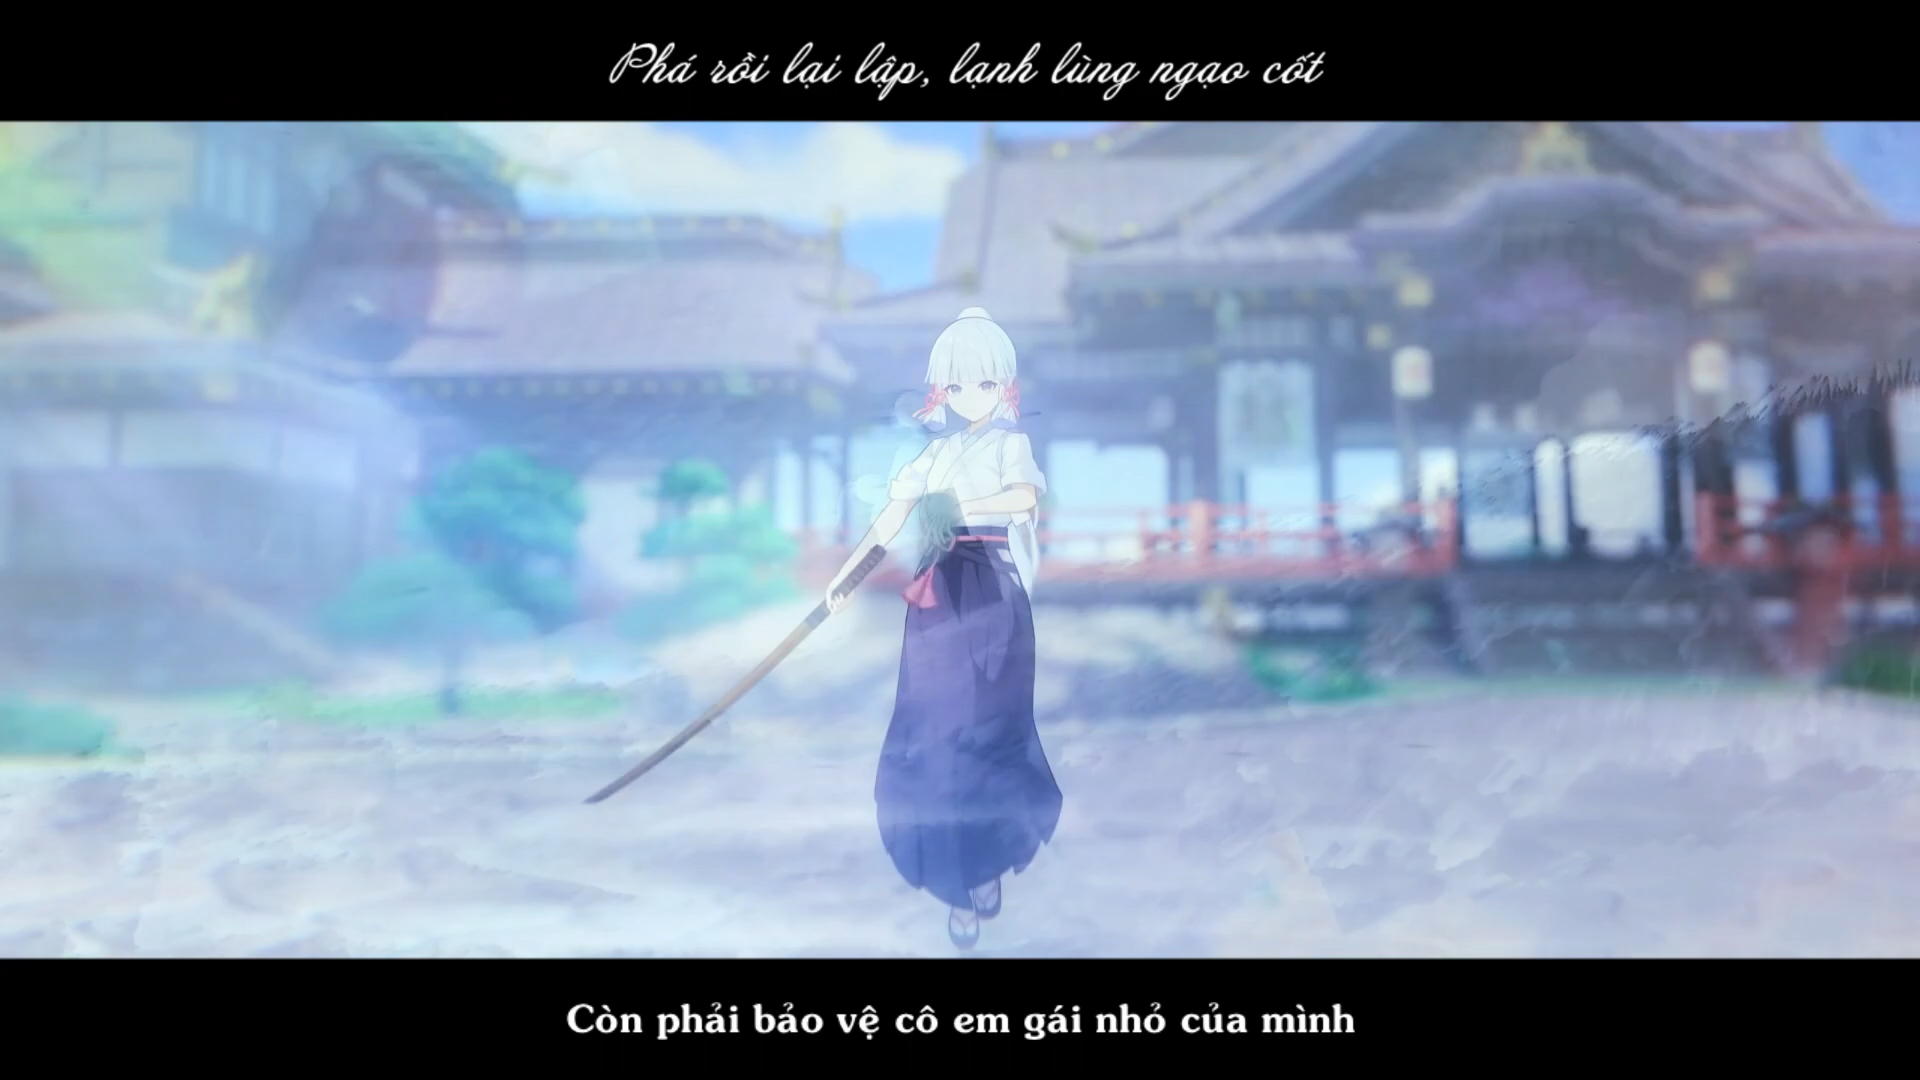 Phá rồi lại lập, lạnh lùng ngạo cốt
Còn phải bảo vệ cô em gái nhỏ của mình